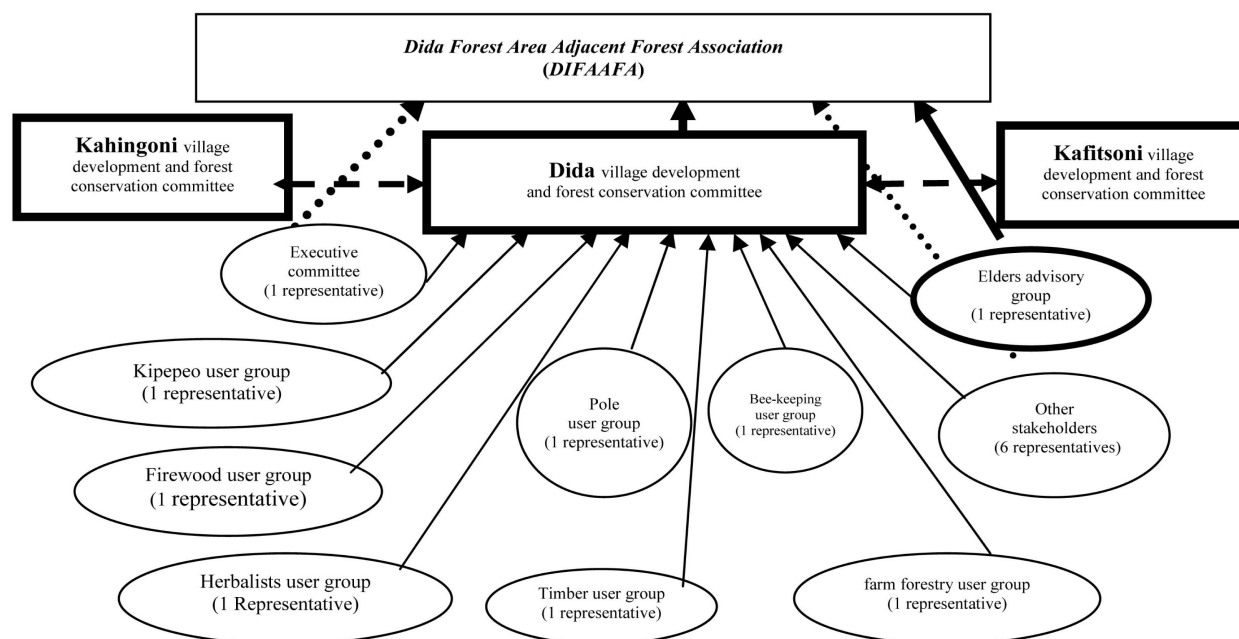 Dida Forest Area Adjacent Forest Association
(DIFAAFA)
Kahingoni village
development and forest
conservation committee
Dida village development
and forest conservation committee
Kafitsoni village
development and forest
conservation committee
Executive
committee
(1 representative)
Elders advisory
group
(1 representative)
Kipepeo user group
(1 representative)
Pole
user group
(1 representative)
Bee-keeping
user group
(1 representative)
Other
stakeholders
(6 representatives)
Firewood user group
(1 representative)
Herbalists user group
(1 Representative)
Timber user group
(1 representative)
farm forestry user group
(1 representative)